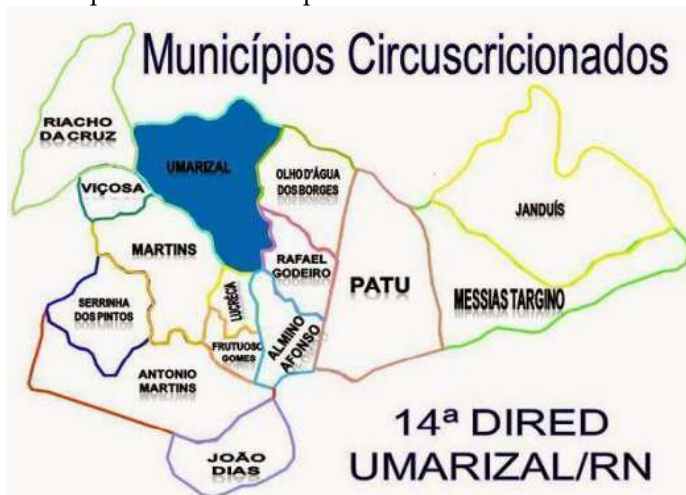 Municípios Circuscricionados
RIACHO
DA CRUZ
UMARIZAL
OLHO D'ÁGUA
DOS BORGES
VIÇOSA
JANDUÍS
MARTINS
RAFAEL
GODEIRO
PATU
MESSIAS TARGINO
SERRINHA
DOS PINTOS
LUCRÉCIA
ALMINO
AFONSO
FRUTUOSO
GOMES
ANTONIO
MARTINS
JOÃO
DIAS
14ª DIRED
UMARIZAL/RN